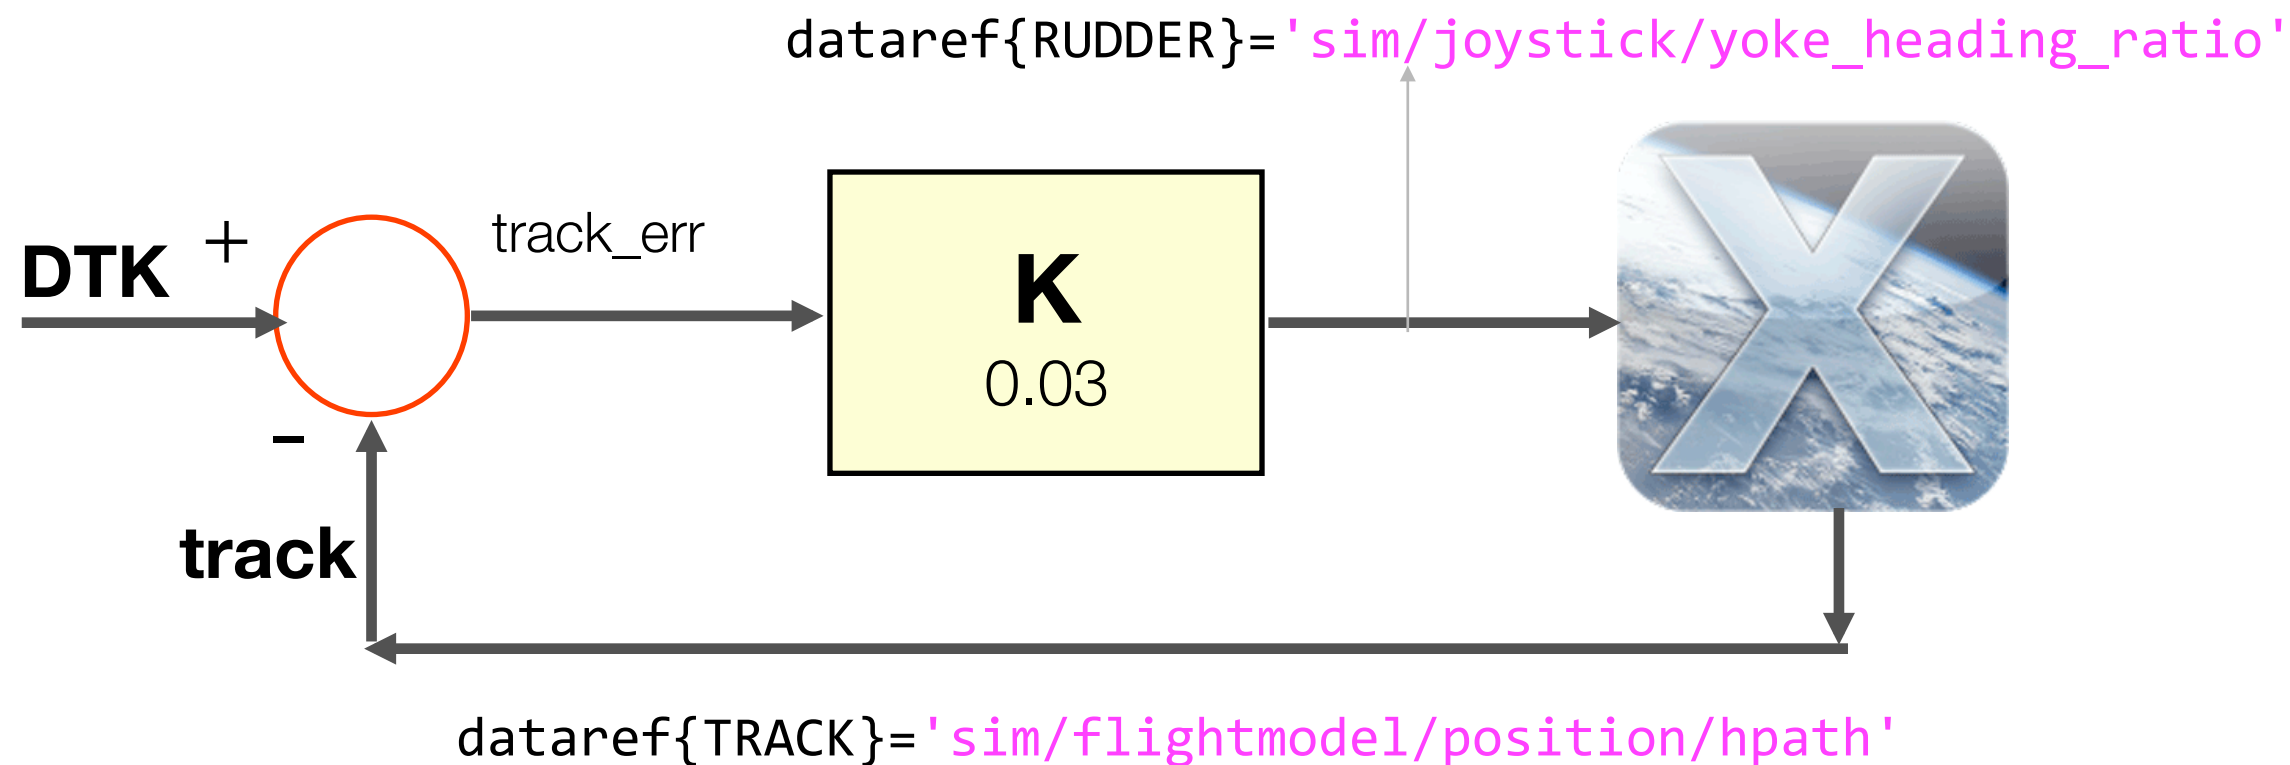 dataref{RUDDER}='sim/joystick/yoke_heading_ratio'
DTK
+
track_err
K
0.03
X
-
track
dataref{TRACK}='sim/flightmodel/position/hpath'